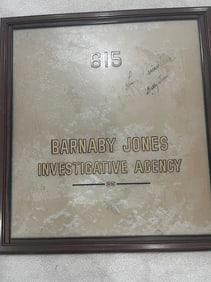 615
BARNABY JONES
INVESTIGATIVE AGENCY